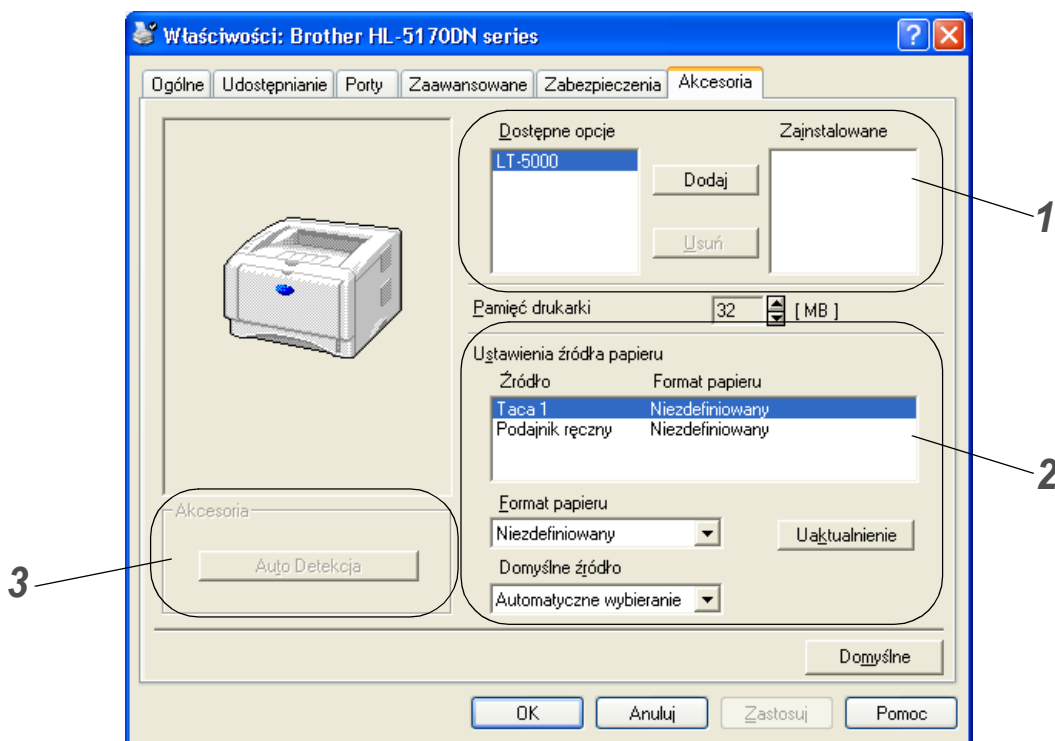 Właściwości: Brother HL-5170DN series
Ogólne Udostępnianie Porty Zaawansowane Zabezpieczenia Akcesoria
Dostępne opcje Zainstalowane
LT-5000
Dodaj
Usuń
1
Pamięć drukarki 32 [ MB ]
Ustawienia źródła papieru
Źródło Format papieru
Taca 1 Niezdefiniowany
Podajnik ręczny Niezdefiniowany
2
Format papieru
Niezdefiniowany Uaktualnienie
Domyślne źródło
Automatyczne wybieranie
Akcesoria
Auto Detekcja
3
Domyślne
OK Anuluj Zastosuj Pomoc